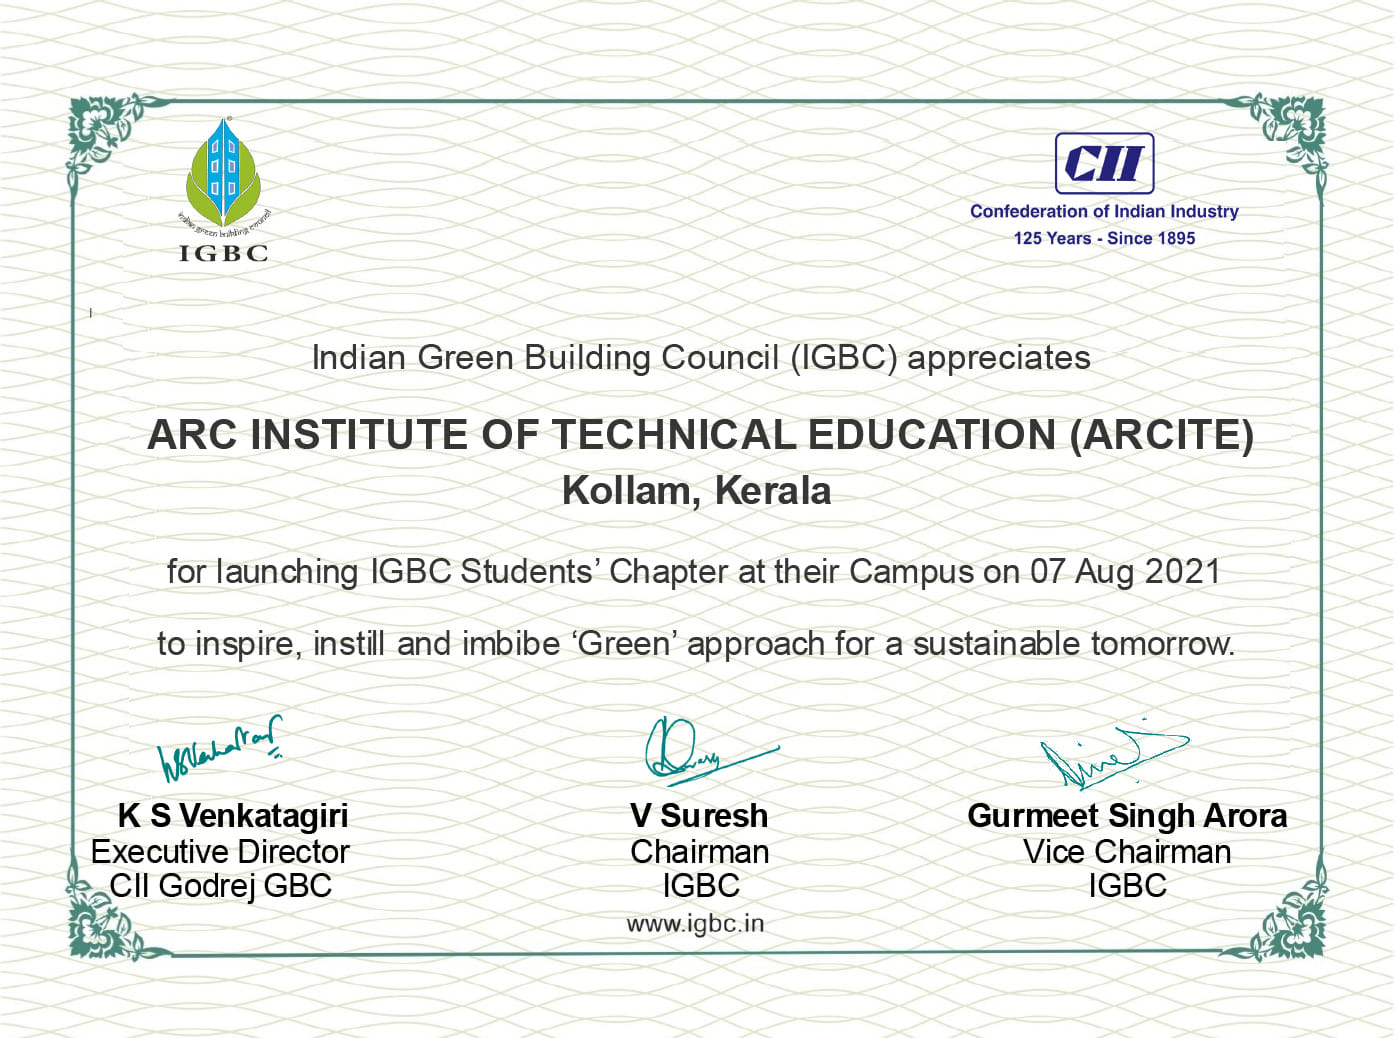 indian green building council
IGBC
CII
Confederation of Indian Industry
125 Years - Since 1895
Indian Green Building Council (IGBC) appreciates
ARC INSTITUTE OF TECHNICAL EDUCATION (ARCITE)
Kollam, Kerala
for launching IGBC Students’ Chapter at their Campus on 07 Aug 2021
to inspire, instill and imbibe ‘Green’ approach for a sustainable tomorrow.
K S Venkatagiri
Executive Director
CII Godrej GBC
V Suresh
Chairman
IGBC
Gurmeet Singh Arora
Vice Chairman
IGBC
www.igbc.in